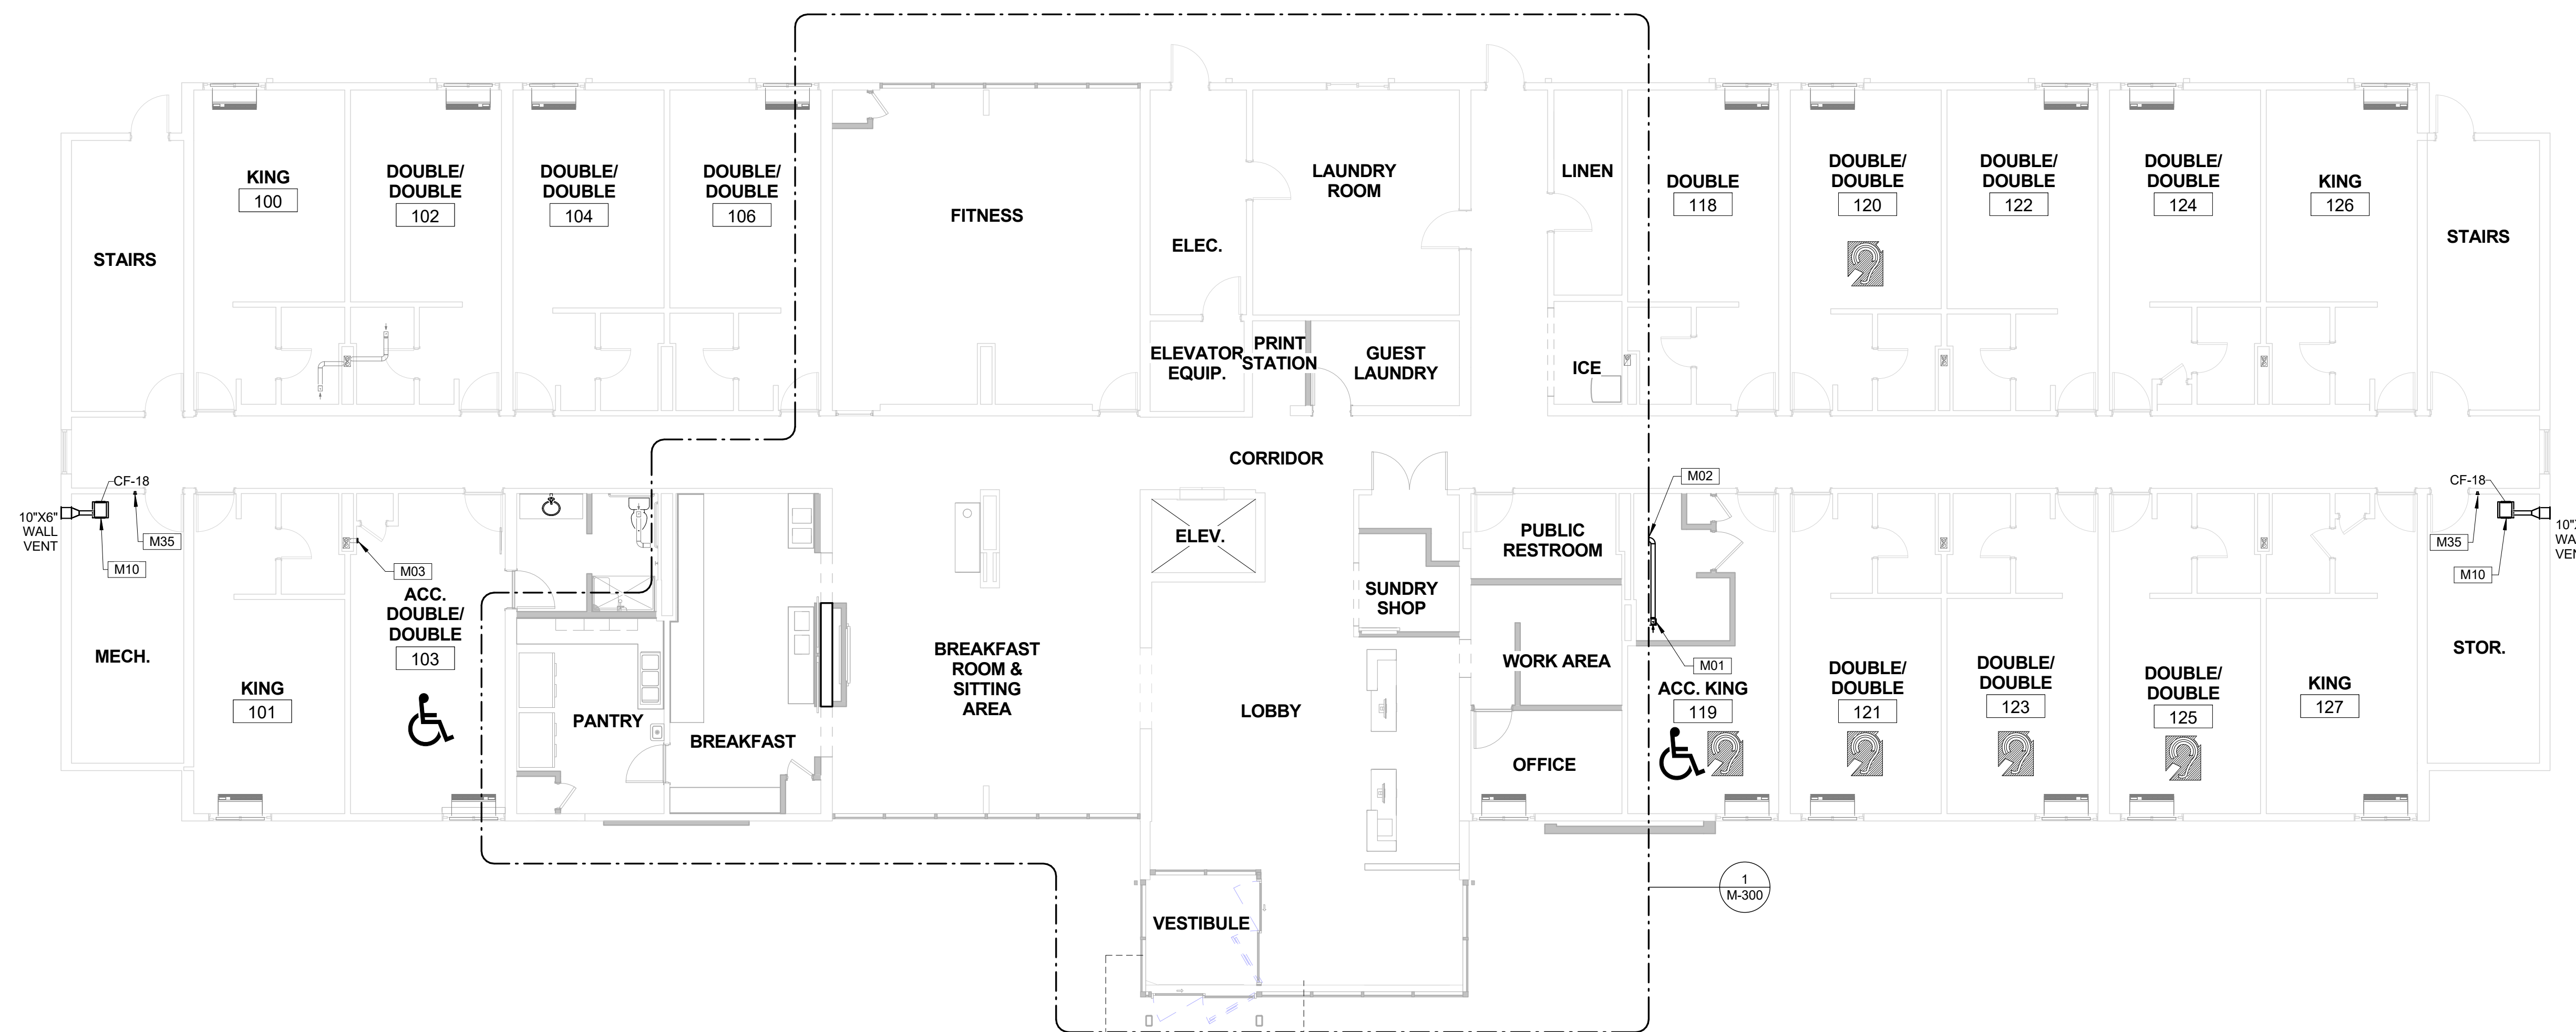 KING
100
DOUBLE/
DOUBLE
102
DOUBLE/
DOUBLE
104
DOUBLE/
DOUBLE
106
FITNESS
LAUNDRY
ROOM
LINEN
DOUBLE
118
DOUBLE/
DOUBLE
120
DOUBLE/
DOUBLE
122
DOUBLE/
DOUBLE
124
KING
126
STAIRS
ELEC.
STAIRS
ELEVATOR
EQUIP.
PRINT
STATION
GUEST
LAUNDRY
ICE
CORRIDOR
CF-18
10"X6"
WALL
VENT
M35
M10
M03
ACC.
DOUBLE/
DOUBLE
103
MECH.
KING
101
PANTRY
BREAKFAST
BREAKFAST
ROOM &
SITTING
AREA
ELEV.
LOBBY
SUNDRY
SHOP
PUBLIC
RESTROOM
WORK AREA
OFFICE
M02
M01
ACC. KING
119
DOUBLE/
DOUBLE
121
DOUBLE/
DOUBLE
123
DOUBLE/
DOUBLE
125
KING
127
CF-18
M35
M10
STOR.
VESTIBULE
1
M-300